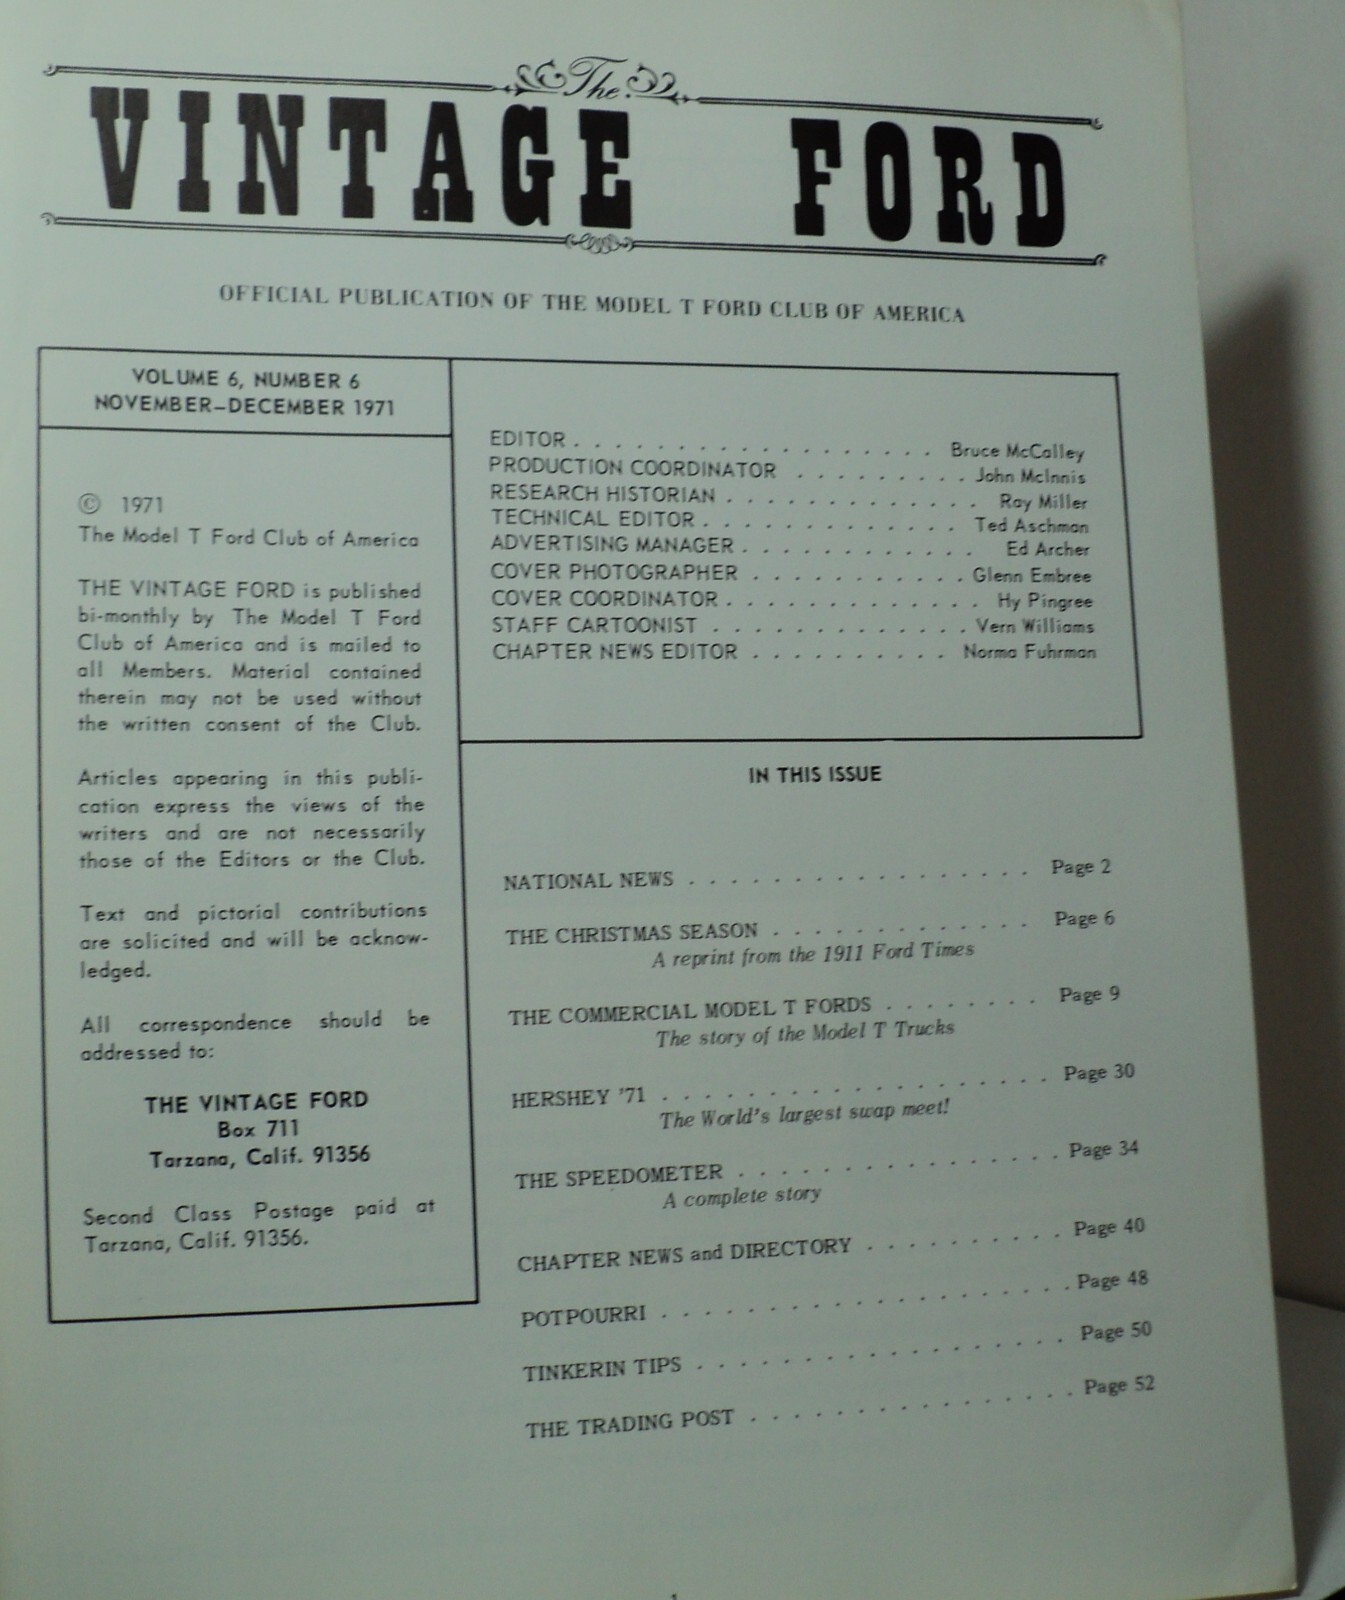 The
VINTAGE FORD
OFFICIAL PUBLICATION OF THE MODEL T FORD CLUB OF AMERICA
VOLUME 6, NUMBER 6
NOVEMBER-DECEMBER 1971
© 1971
The Model T Ford Club of America
THE VINTAGE FORD is published
bi-monthly by The Model T Ford
Club of America and is mailed to
all Members. Material contained
therein may not be used without
the written consent of the Club.
Articles appearing in this publi-
cation express the views of the
writers and are not necessarily
those of the Editors or the Club.
Text and pictorial contributions
are solicited and will be acknow-
ledged.
All correspondence should be
addressed to:
THE VINTAGE FORD
Box 711
Tarzana, Calif. 91356
Second Class Postage paid at
Tarzana, Calif. 91356.
EDITOR . . . . . . . . . . . . . . . . . . Bruce McCalley
PRODUCTION COORDINATOR . . . . . . . . . John McInnis
RESEARCH HISTORIAN . . . . . . . . . . . . . Ray Miller
TECHNICAL EDITOR . . . . . . . . . . . . . Ted Aschman
ADVERTISING MANAGER . . . . . . . . . . . . Ed Archer
COVER PHOTOGRAPHER . . . . . . . . . . . Glenn Embree
COVER COORDINATOR . . . . . . . . . . . . . Hy Pingree
STAFF CARTOONIST . . . . . . . . . . . . . Vern Williams
CHAPTER NEWS EDITOR . . . . . . . . . . Norma Fuhrman
IN THIS ISSUE
NATIONAL NEWS . . . . . . . . . . . . . . . . . Page 2
THE CHRISTMAS SEASON . . . . . . . . . . . . . Page 6
A reprint from the 1911 Ford Times
THE COMMERCIAL MODEL T FORDS . . . . . . . . Page 9
The story of the Model T Trucks
HERSHEY '71 . . . . . . . . . . . . . . . . . . . Page 30
The World's largest swap meet!
THE SPEEDOMETER . . . . . . . . . . . . . . . . Page 34
A complete story
CHAPTER NEWS and DIRECTORY . . . . . . . . . . Page 40
POTPOURRI . . . . . . . . . . . . . . . . . . . . Page 48
TINKERIN TIPS . . . . . . . . . . . . . . . . . . Page 50
THE TRADING POST . . . . . . . . . . . . . . . . Page 52